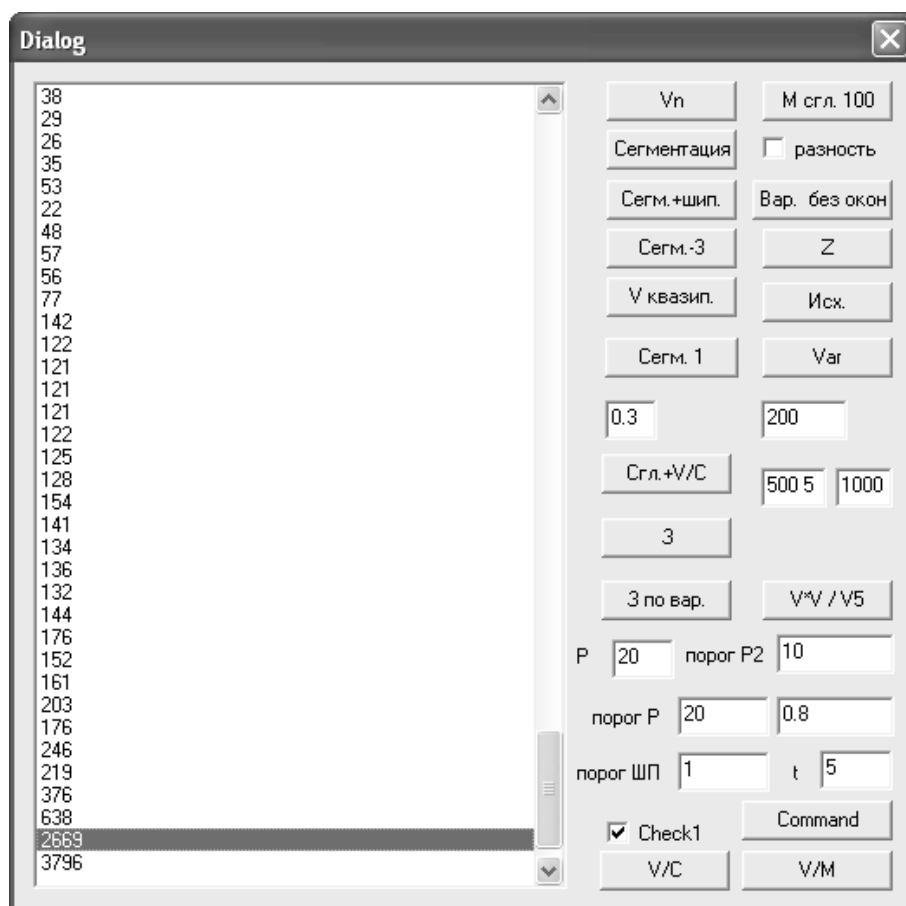 Dialog
38
29
26
35
53
22
48
57
56
77
142
122
121
121
121
122
125
128
154
141
134
136
132
144
176
152
161
203
176
246
219
376
638
2669
3796
Vn М сгл. 100
Сегментация разность
Сегм.+шип. Вар. без окон
Сегм.-3 Z
V квазип. Исх.
Сегм. 1 Var
0.3 200
Сгл.+V/C 500 5 1000
3
3 по вар. V*V / V5
P 20 порог P2 10
порог P 20 0.8
порог ШП 1 t 5
Check1 Command
V/C V/M